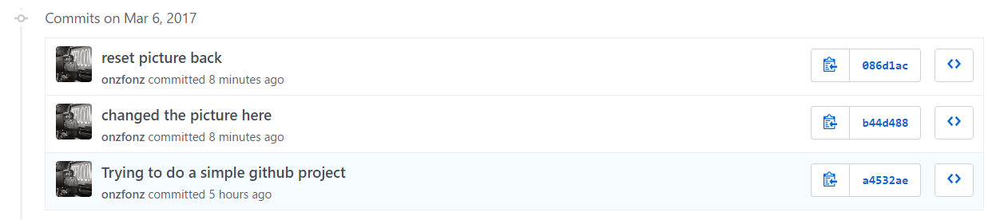 Commits on Mar 6, 2017
reset picture back
onzfonz committed 8 minutes ago
086d1ac
changed the picture here
onzfonz committed 8 minutes ago
b44d488
Trying to do a simple github project
onzfonz committed 5 hours ago
a4532ae